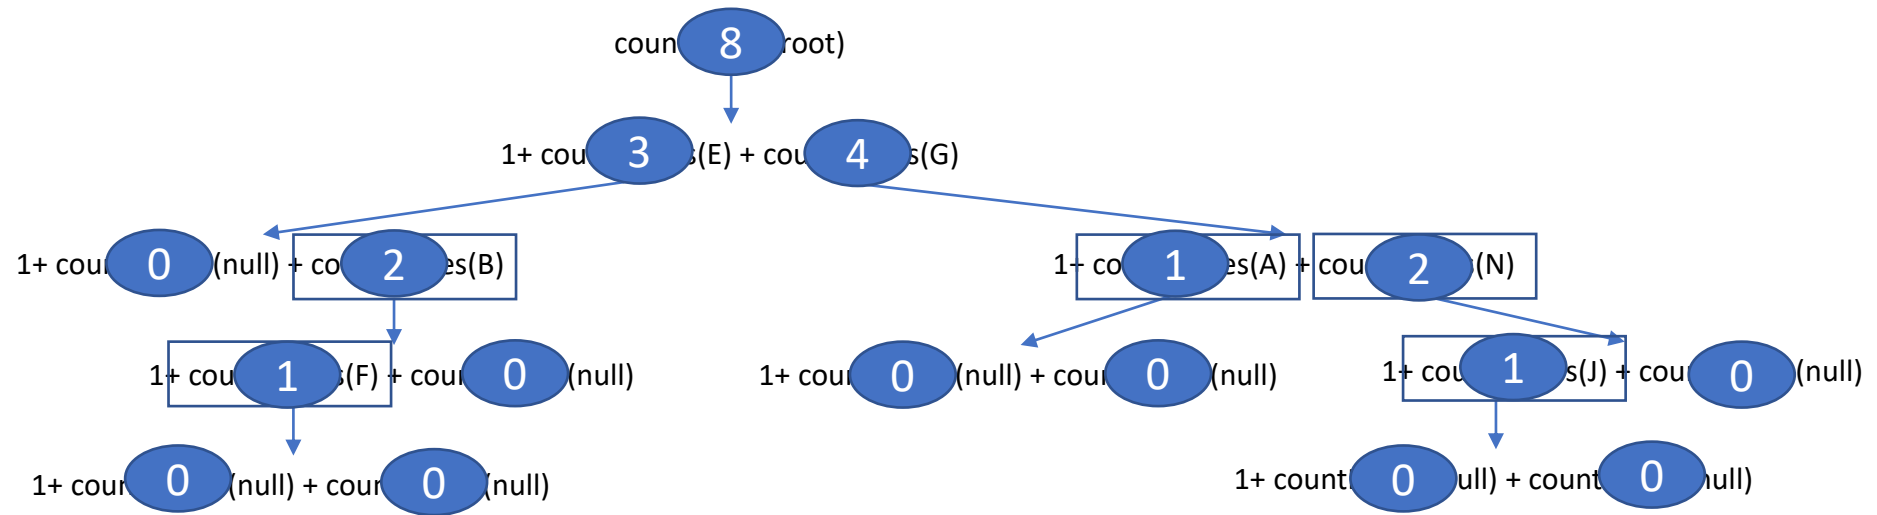 coun 8 root)
1+ cou 3 s(E) + cou 4 s(G)
1+ cou 0 (null) + co 2 es(B) 1+ co 1 es(A) + cou 2 (N)
1+ cou 1 s(F) + cou 0 (null) 1+ cou 0 (null) + cou 0 (null) 1+ cou 1 s(J) + cou 0 (null)
1+ cour 0 (null) + cour 0 (null) 1+ count 0 ull) + count 0 null)